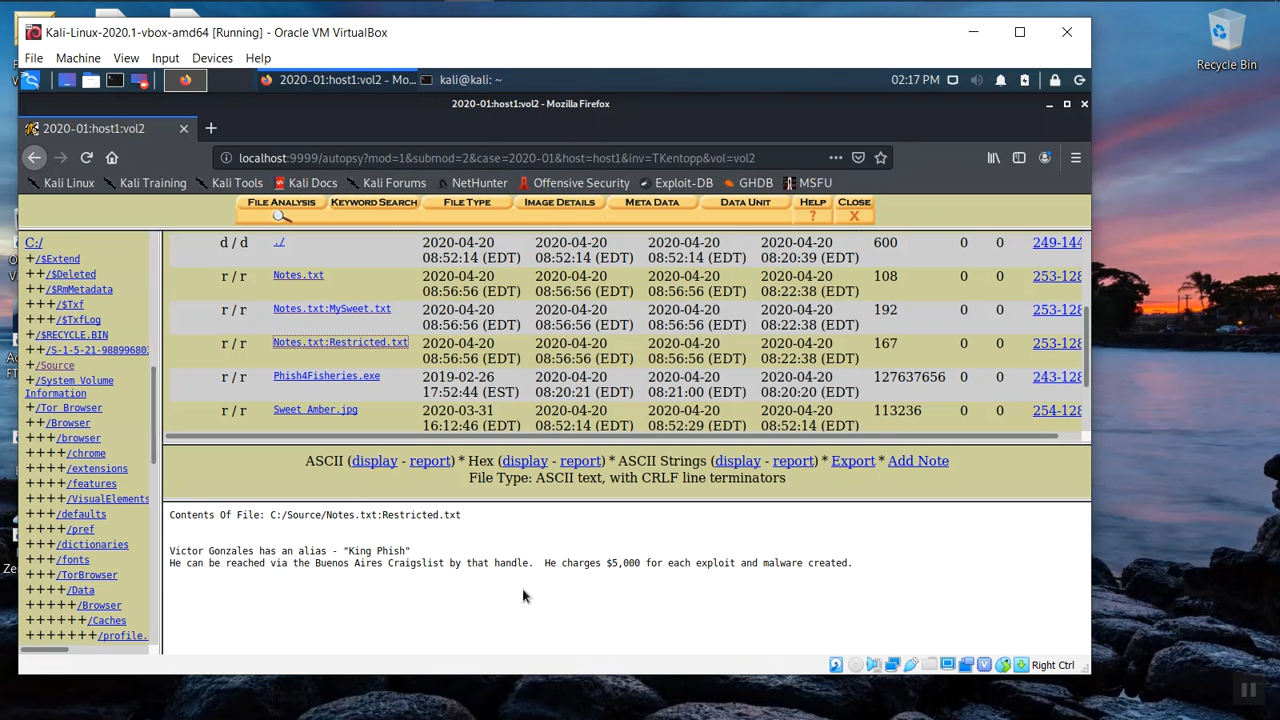 Kali-Linux-2020.1-vbox-amd64 [Running] - Oracle VM VirtualBox
File Machine View Input Devices Help
2020-01:host1:vol2 - Mo... kali@kali: ~ 02:17 PM
2020-01:host1:vol2 - Mozilla Firefox
2020-01:host1:vol2
localhost:9999/autopsy?mod=1&submod=2&case=2020-01&host=host1&inv=TKentopp&vol=vol2
Kali Linux Kali Training Kali Tools Kali Docs Kali Forums NetHunter Offensive Security Exploit-DB GHDB MSFU
FILE ANALYSIS KEYWORD SEARCH FILE TYPE IMAGE DETAILS META DATA DATA UNIT HELP CLOSE
? X
C:/
+/$Extend
++/$Deleted
++/$RmMetadata
+++/$Txf
+++/$TxfLog
+/$RECYCLE.BIN
++/S-1-5-21-98899680
+/Source
+/System Volume
Information
+/Tor Browser
++/Browser
+++/browser
++++/chrome
++++/extensions
++++/features
++++/VisualElements
+++/defaults
++++/pref
+++/dictionaries
+++/fonts
+++/TorBrowser
++++/Data
+++++/Browser
++++++/Caches
+++++++/profile.
d / d ../ 2020-04-20 2020-04-20 2020-04-20 2020-04-20 600 0 0 249-144
08:52:14 (EDT) 08:52:14 (EDT) 08:52:14 (EDT) 08:20:39 (EDT)
r / r Notes.txt 2020-04-20 2020-04-20 2020-04-20 2020-04-20 108 0 0 253-128
08:56:56 (EDT) 08:56:56 (EDT) 08:56:56 (EDT) 08:22:38 (EDT)
r / r Notes.txt:MySweet.txt 2020-04-20 2020-04-20 2020-04-20 2020-04-20 192 0 0 253-128
08:56:56 (EDT) 08:56:56 (EDT) 08:56:56 (EDT) 08:22:38 (EDT)
r / r Notes.txt:Restricted.txt 2020-04-20 2020-04-20 2020-04-20 2020-04-20 167 0 0 253-128
08:56:56 (EDT) 08:56:56 (EDT) 08:56:56 (EDT) 08:22:38 (EDT)
r / r Phish4Fisheries.exe 2019-02-26 2020-04-20 2020-04-20 2020-04-20 127637656 0 0 243-128
17:52:44 (EST) 08:20:21 (EDT) 08:21:00 (EDT) 08:20:20 (EDT)
r / r Sweet Amber.jpg 2020-03-31 2020-04-20 2020-04-20 2020-04-20 113236 0 0 254-128
16:12:46 (EDT) 08:52:14 (EDT) 08:52:29 (EDT) 08:52:14 (EDT)
ASCII (display - report) * Hex (display - report) * ASCII Strings (display - report) * Export * Add Note
File Type: ASCII text, with CRLF line terminators
Contents Of File: C:/Source/Notes.txt:Restricted.txt
Victor Gonzales has an alias - "King Phish"
He can be reached via the Buenos Aires Craigslist by that handle. He charges $5,000 for each exploit and malware created.
Right Ctrl
Recycle Bin